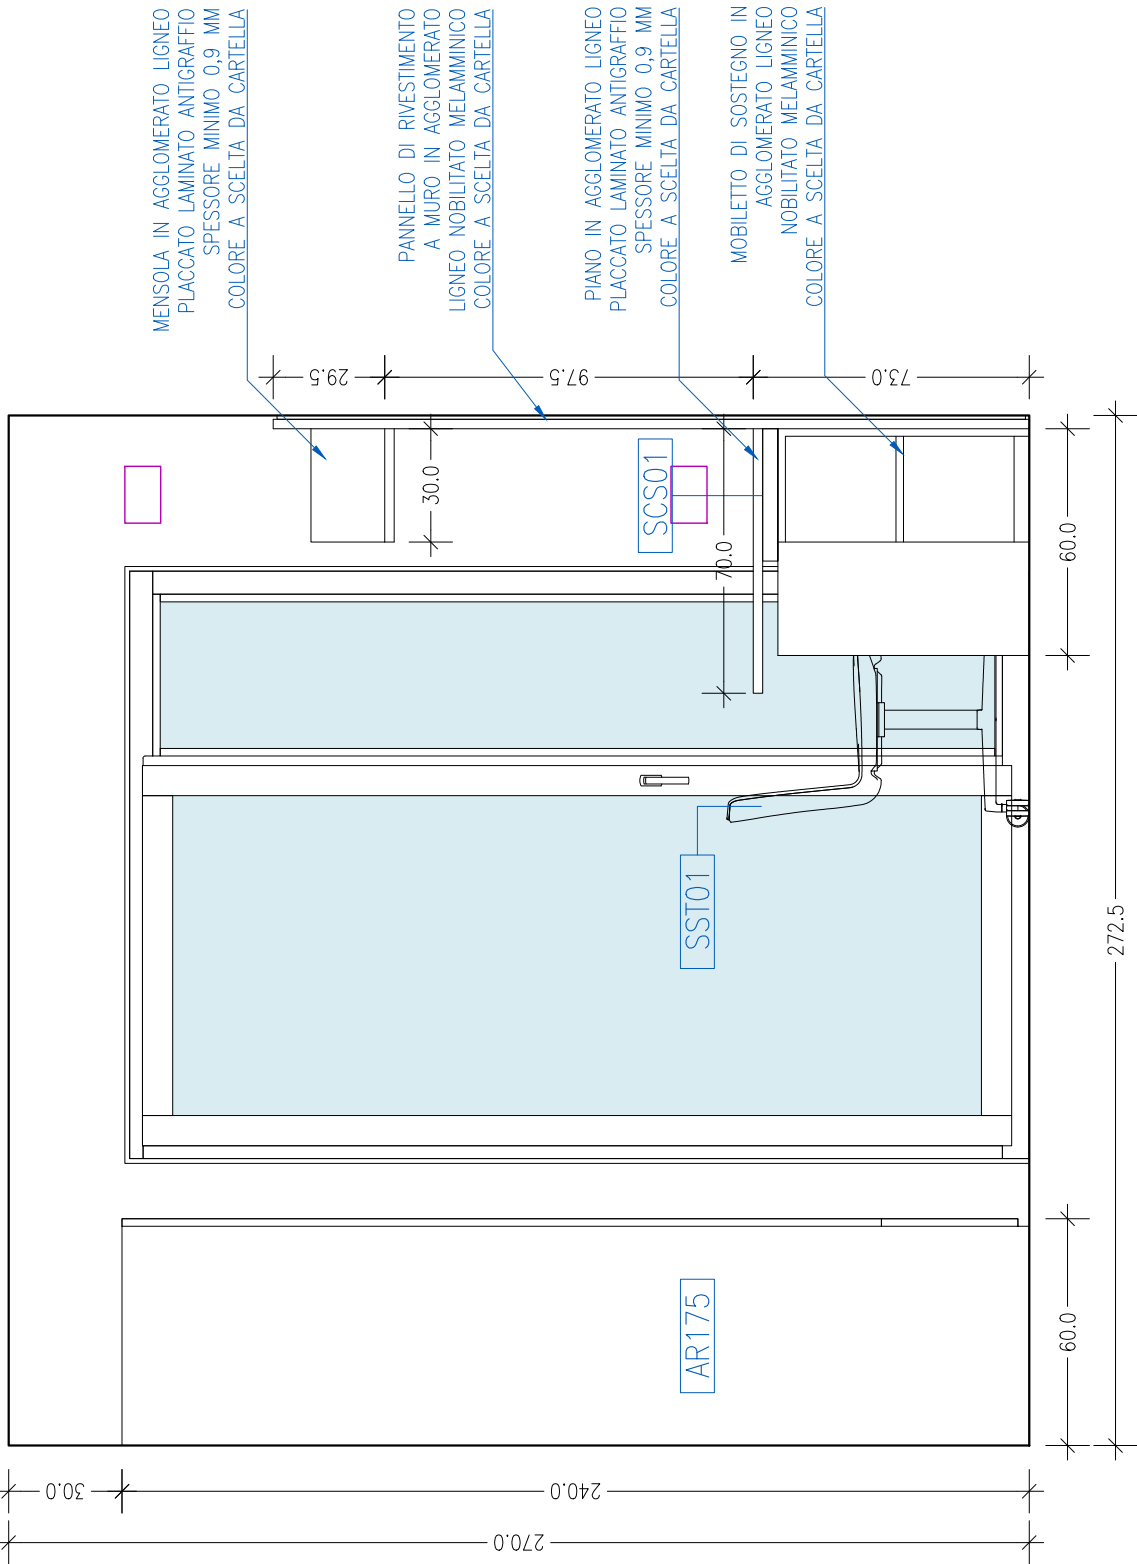 MENSOLA IN AGGLOMERATO LIGNEO
PLACCATO LAMINATO ANTIGRAFFIO
SPESSORE MINIMO 0,9 MM
COLORE A SCELTA DA CARTELLA
PANNELLO DI RIVESTIMENTO
A MURO IN AGGLOMERATO
LIGNEO NOBILITATO MELAMMINICO
COLORE A SCELTA DA CARTELLA
PIANO IN AGGLOMERATO LIGNEO
PLACCATO LAMINATO ANTIGRAFFIO
SPESSORE MINIMO 0,9 MM
COLORE A SCELTA DA CARTELLA
MOBILETTO DI SOSTEGNO IN
AGGLOMERATO LIGNEO
NOBILITATO MELAMMINICO
COLORE A SCELTA DA CARTELLA
29.5
97.5
73.0
30.0
SCS01
70.0
60.0
SST01
272.5
AR175
60.0
30.0
240.0
270.0